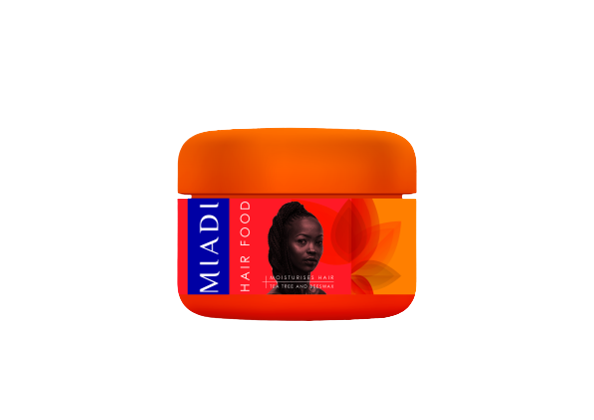 MIADI
HAIR FOOD
MOISTURISES HAIR
TEA TREE AND BEESWAX